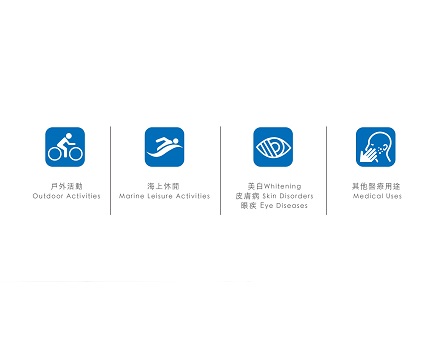 戶外活動
Outdoor Activities
海上休閒
Marine Leisure Activities
美白Whitening
皮膚病 Skin Disorders
眼疾 Eye Diseases
其他醫療用途
Medical Uses